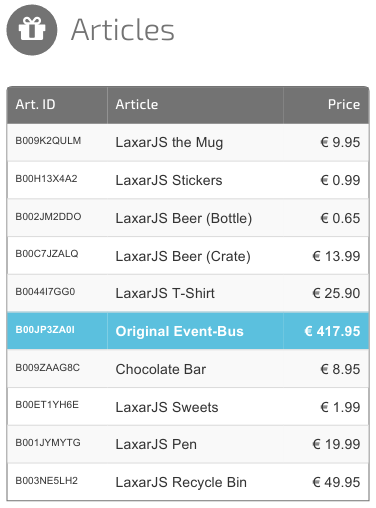 Articles
Art. ID Article Price
B009K2QULM LaxarJS the Mug € 9.95
B00H13X4A2 LaxarJS Stickers € 0.99
B002JM2DDO LaxarJS Beer (Bottle) € 0.65
B00C7JZALQ LaxarJS Beer (Crate) € 13.99
B0044I7GG0 LaxarJS T-Shirt € 25.90
B00JP3ZA0I Original Event-Bus € 417.95
B009ZAAG8C Chocolate Bar € 8.95
B00ET1YH6E LaxarJS Sweets € 1.99
B001JYMYTG LaxarJS Pen € 19.99
B003NE5LH2 LaxarJS Recycle Bin € 49.95